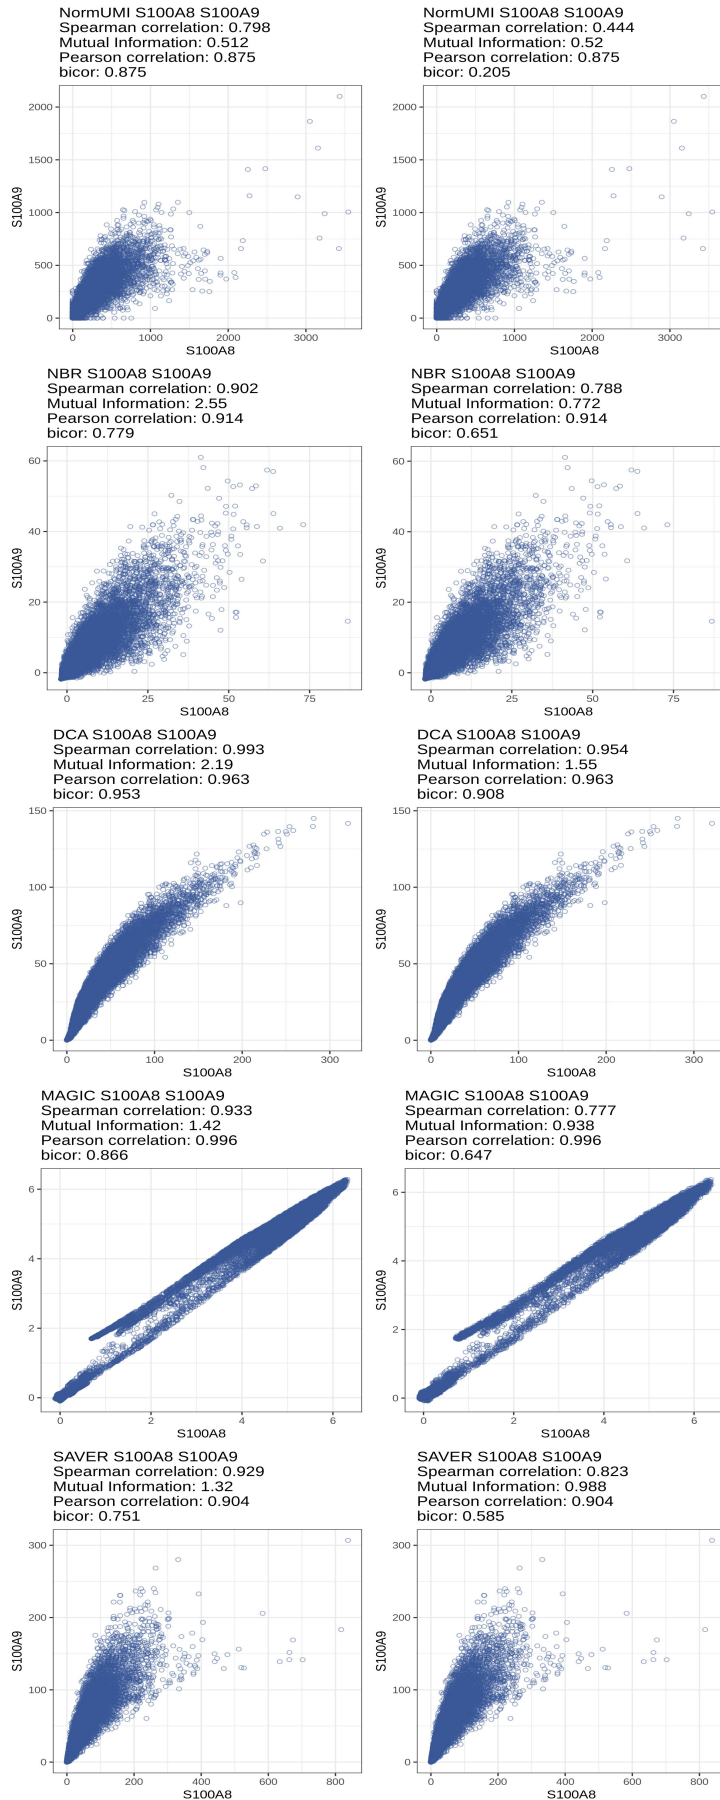 NormUMI S100A8 S100A9
Spearman correlation: 0.798
Mutual Information: 0.512
Pearson correlation: 0.875
bicor: 0.875
2000
1500
1000
500
0
S100A9
0 1000 2000 3000
S100A8
NormUMI S100A8 S100A9
Spearman correlation: 0.444
Mutual Information: 0.52
Pearson correlation: 0.875
bicor: 0.205
2000
1500
1000
500
0
S100A9
0 1000 2000 3000
S100A8
NBR S100A8 S100A9
Spearman correlation: 0.902
Mutual Information: 2.55
Pearson correlation: 0.914
bicor: 0.779
60
40
20
0
S100A9
0 25 50 75
S100A8
NBR S100A8 S100A9
Spearman correlation: 0.788
Mutual Information: 0.772
Pearson correlation: 0.914
bicor: 0.651
60
40
20
0
S100A9
0 25 50 75
S100A8
DCA S100A8 S100A9
Spearman correlation: 0.993
Mutual Information: 2.19
Pearson correlation: 0.963
bicor: 0.953
150
100
50
0
S100A9
0 100 200 300
S100A8
DCA S100A8 S100A9
Spearman correlation: 0.954
Mutual Information: 1.55
Pearson correlation: 0.963
bicor: 0.908
150
100
50
0
S100A9
0 100 200 300
S100A8
MAGIC S100A8 S100A9
Spearman correlation: 0.933
Mutual Information: 1.42
Pearson correlation: 0.996
bicor: 0.866
6
4
2
0
S100A9
0 2 4 6
S100A8
MAGIC S100A8 S100A9
Spearman correlation: 0.777
Mutual Information: 0.938
Pearson correlation: 0.996
bicor: 0.647
6
4
2
0
S100A9
0 2 4 6
S100A8
SAVER S100A8 S100A9
Spearman correlation: 0.929
Mutual Information: 1.32
Pearson correlation: 0.904
bicor: 0.751
300
200
100
0
S100A9
0 200 400 600 800
S100A8
SAVER S100A8 S100A9
Spearman correlation: 0.823
Mutual Information: 0.988
Pearson correlation: 0.904
bicor: 0.585
300
200
100
0
S100A9
0 200 400 600 800
S100A8